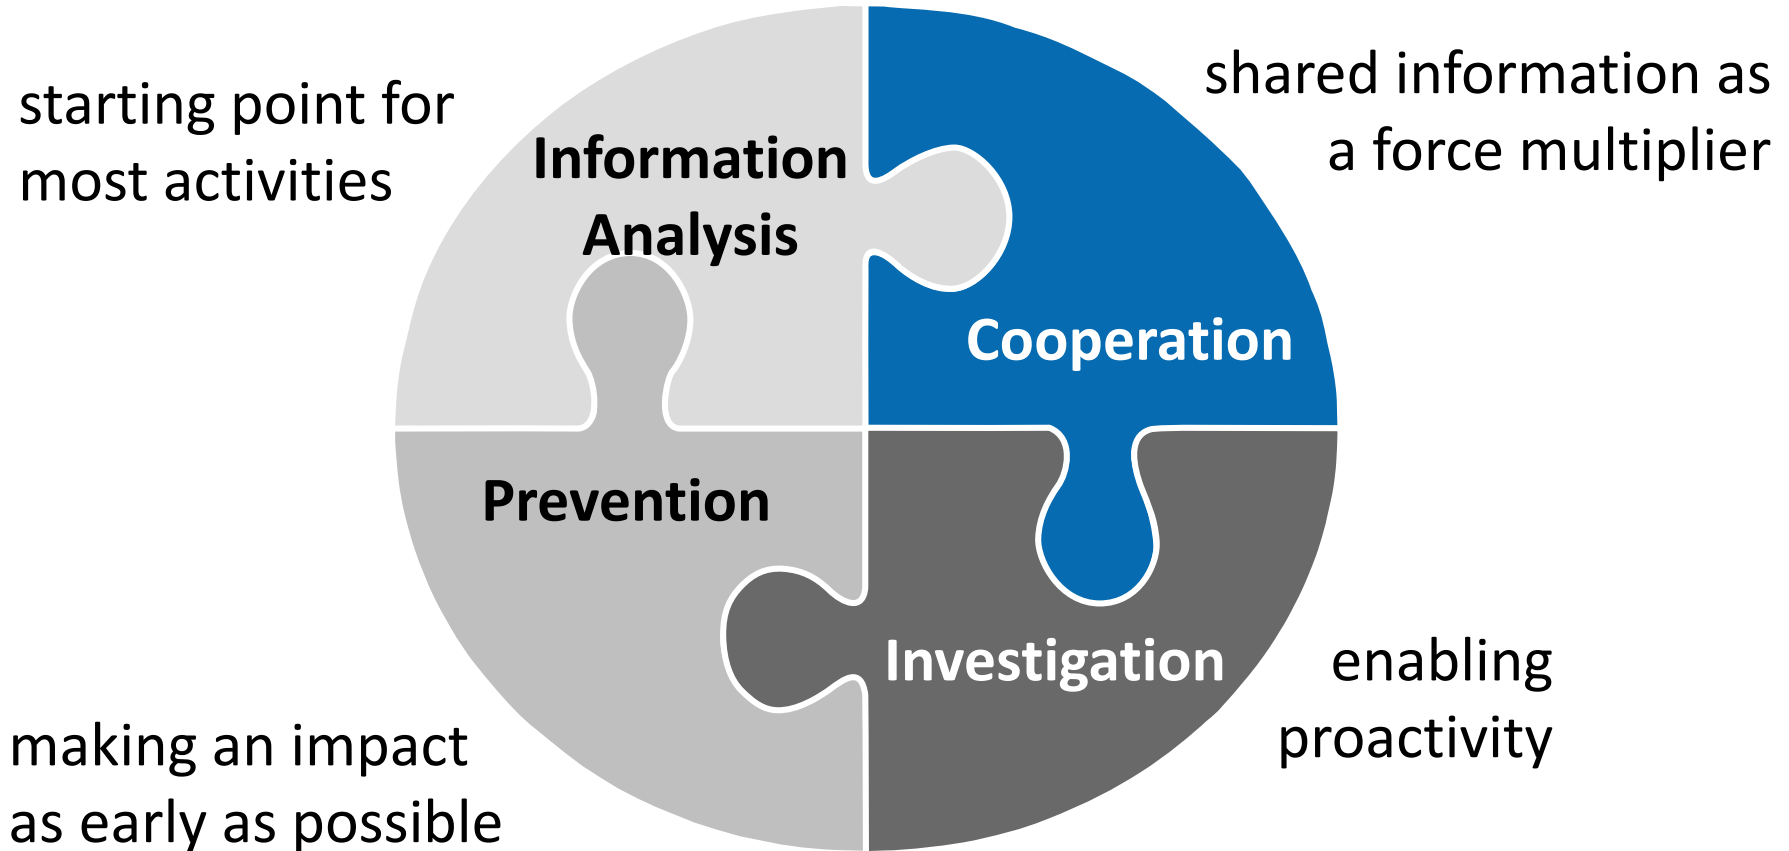 starting point for
most activities
Information
Analysis
shared information as
a force multiplier
Cooperation
Prevention
making an impact
as early as possible
Investigation
enabling
proactivity